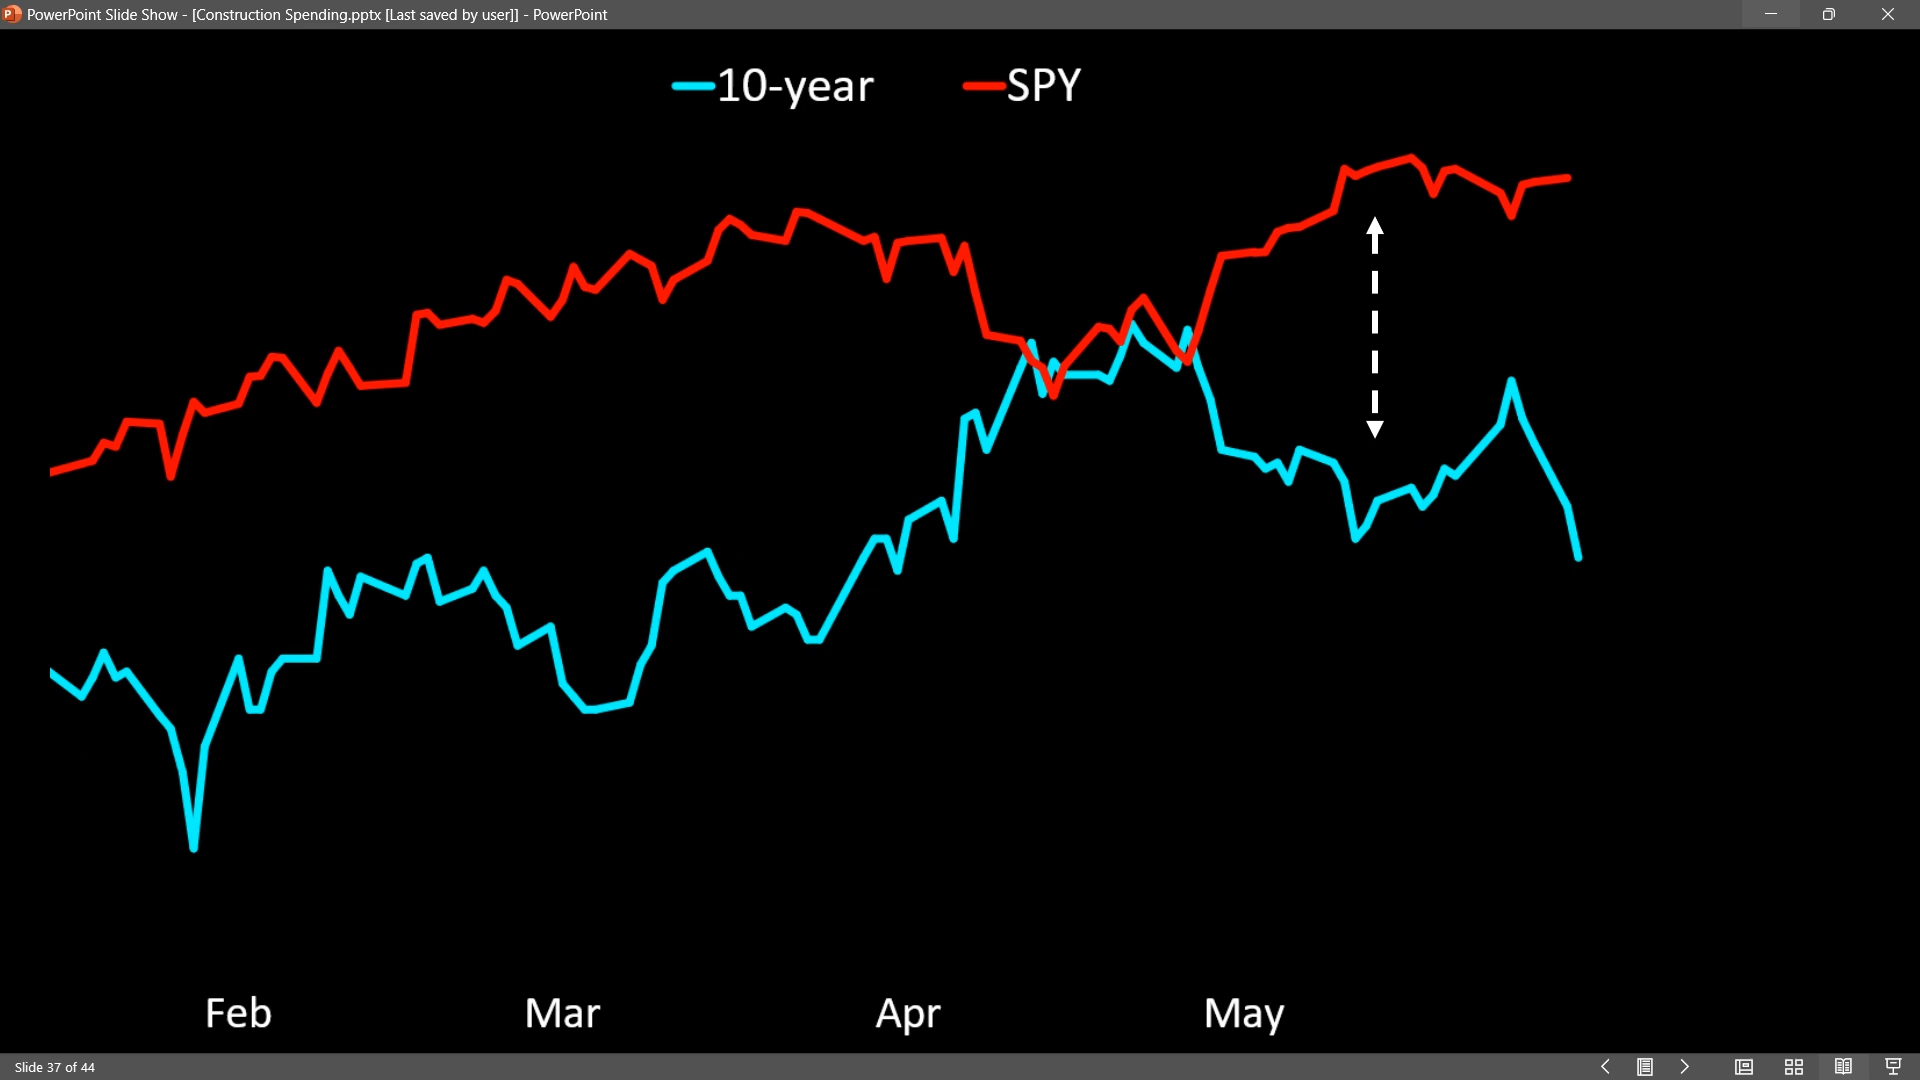 PowerPoint Slide Show - [Construction Spending.pptx [Last saved by user]] - PowerPoint
10-year SPY
Feb Mar Apr May
Slide 37 of 44